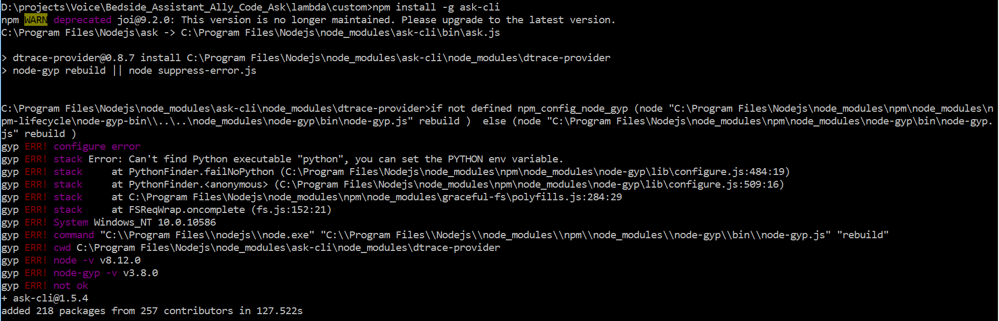 D:\projects\Voice\Bedside_Assistant_Ally_Code_Ask\lambda\custom>npm install -g ask-cli
npm WARN deprecated joi@9.2.0: This version is no longer maintained. Please upgrade to the latest version.
C:\Program Files\Nodejs\ask -> C:\Program Files\Nodejs\node_modules\ask-cli\bin\ask.js
> dtrace-provider@0.8.7 install C:\Program Files\Nodejs\node_modules\ask-cli\node_modules\dtrace-provider
> node-gyp rebuild || node suppress-error.js
C:\Program Files\Nodejs\node_modules\ask-cli\node_modules\dtrace-provider>if not defined npm_config_node_gyp (node "C:\Program Files\Nodejs\node_modules\npm\node_modules\n
pm-lifecycle\node-gyp-bin\\..\..\node_modules\node-gyp\bin\node-gyp.js" rebuild )  else (node "C:\Program Files\Nodejs\node_modules\npm\node_modules\node-gyp\bin\node-gyp.
js" rebuild )
gyp ERR! configure error
gyp ERR! stack Error: Can't find Python executable "python", you can set the PYTHON env variable.
gyp ERR! stack     at PythonFinder.failNoPython (C:\Program Files\Nodejs\node_modules\npm\node_modules\node-gyp\lib\configure.js:484:19)
gyp ERR! stack     at PythonFinder.<anonymous> (C:\Program Files\Nodejs\node_modules\npm\node_modules\node-gyp\lib\configure.js:509:16)
gyp ERR! stack     at C:\Program Files\Nodejs\node_modules\npm\node_modules\graceful-fs\polyfills.js:284:29
gyp ERR! stack     at FSReqWrap.oncomplete (fs.js:152:21)
gyp ERR! System Windows_NT 10.0.10586
gyp ERR! command "C:\\Program Files\\nodejs\\node.exe" "C:\\Program Files\\Nodejs\\node_modules\\npm\\node_modules\\node-gyp\\bin\\node-gyp.js" "rebuild"
gyp ERR! cwd C:\Program Files\Nodejs\node_modules\ask-cli\node_modules\dtrace-provider
gyp ERR! node -v v8.12.0
gyp ERR! node-gyp -v v3.8.0
gyp ERR! not ok
+ ask-cli@1.5.4
added 218 packages from 257 contributors in 127.522s